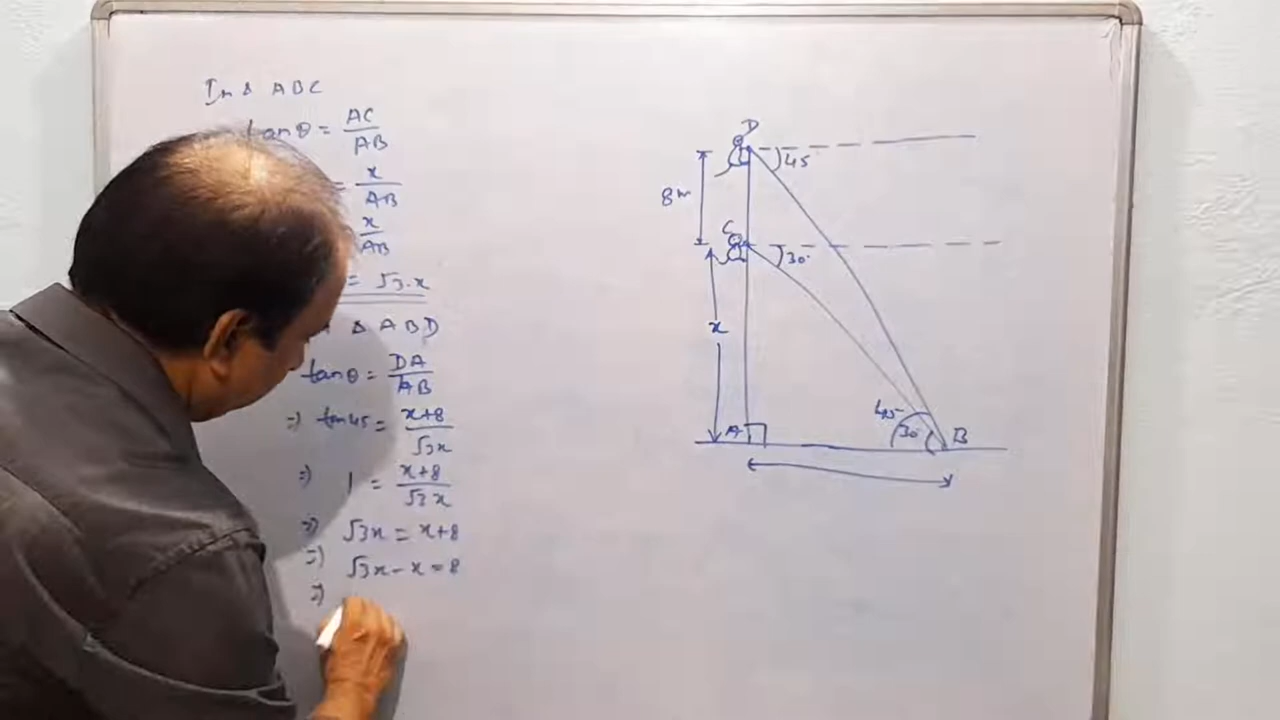 In Δ ABC
tan θ = AC/AB
= x/AB
x/AB
= √3.x
Δ ABD
tan θ = DA/AB
=) tan 45 = (x+8)/√3x
=) 1 = (x+8)/√3x
=) √3x = x+8
=) √3x - x = 8
=)
D
45°
8m
C
30°
x
A
45°
30°
B